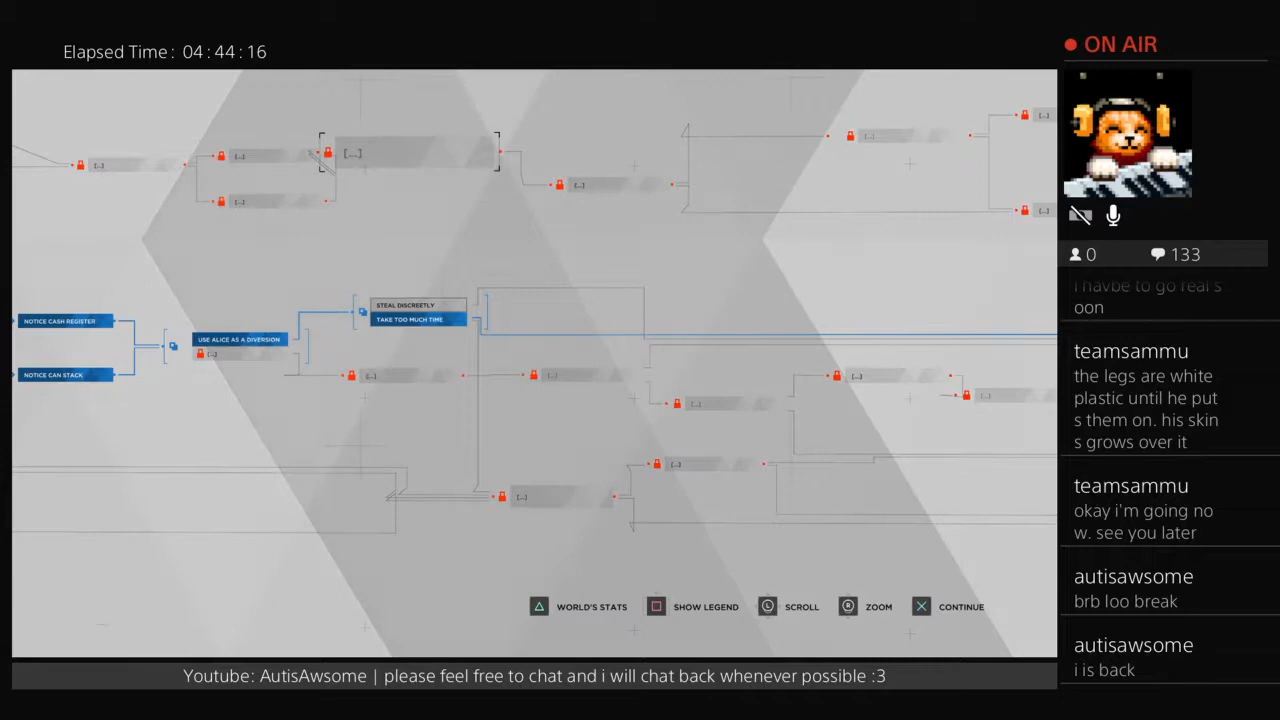 Elapsed Time: 04:44:16
ON AIR
0 133
i havbe to go real s
oon
teamsammu
the legs are white
plastic until he put
s them on. his skin
s grows over it
teamsammu
okay i'm going no
w. see you later
autisawsome
brb loo break
autisawsome
i is back
[...]
[...]
[...]
[...]
[...]
[...]
[...]
[...]
STEAL DISCREETLY
TAKE TOO MUCH TIME
NOTICE CASH REGISTER
USE ALICE AS A DIVERSION
[...]
NOTICE CAN STACK
[...]
[...]
[...]
[...]
[...]
[...]
[...]
WORLD'S STATS
SHOW LEGEND
L SCROLL
R ZOOM
CONTINUE
Youtube: AutisAwsome | please feel free to chat and i will chat back whenever possible :3